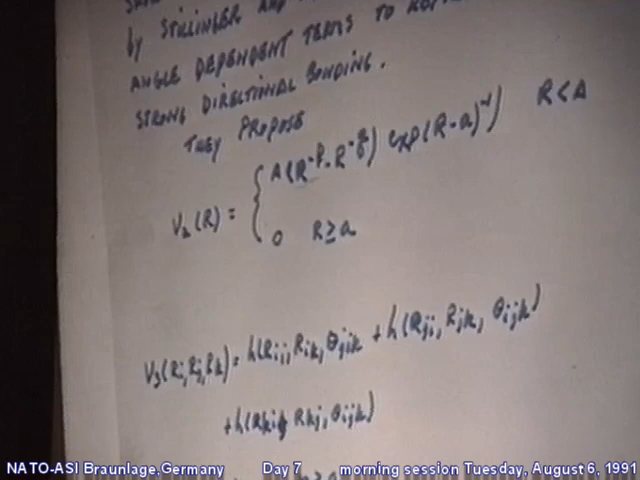 by STILLINGER AND
ANGLE DEPENDENT TERMS TO
STRONG DIRECTIONAL BONDING.
THEY PROPOSE
V₂(R) = { A(R^-P - R^-q) exp(R-a)^-1) R<A
0 R≥a
V₃(Ri,Rj,Rk) = h(Rij, Rik, θjik + h(Rji, Rjk, θijk)
+ h(Rki, Rkj, θijk)
NATO-ASI Braunlage,Germany Day 7 morning session Tuesday, August 6, 1991